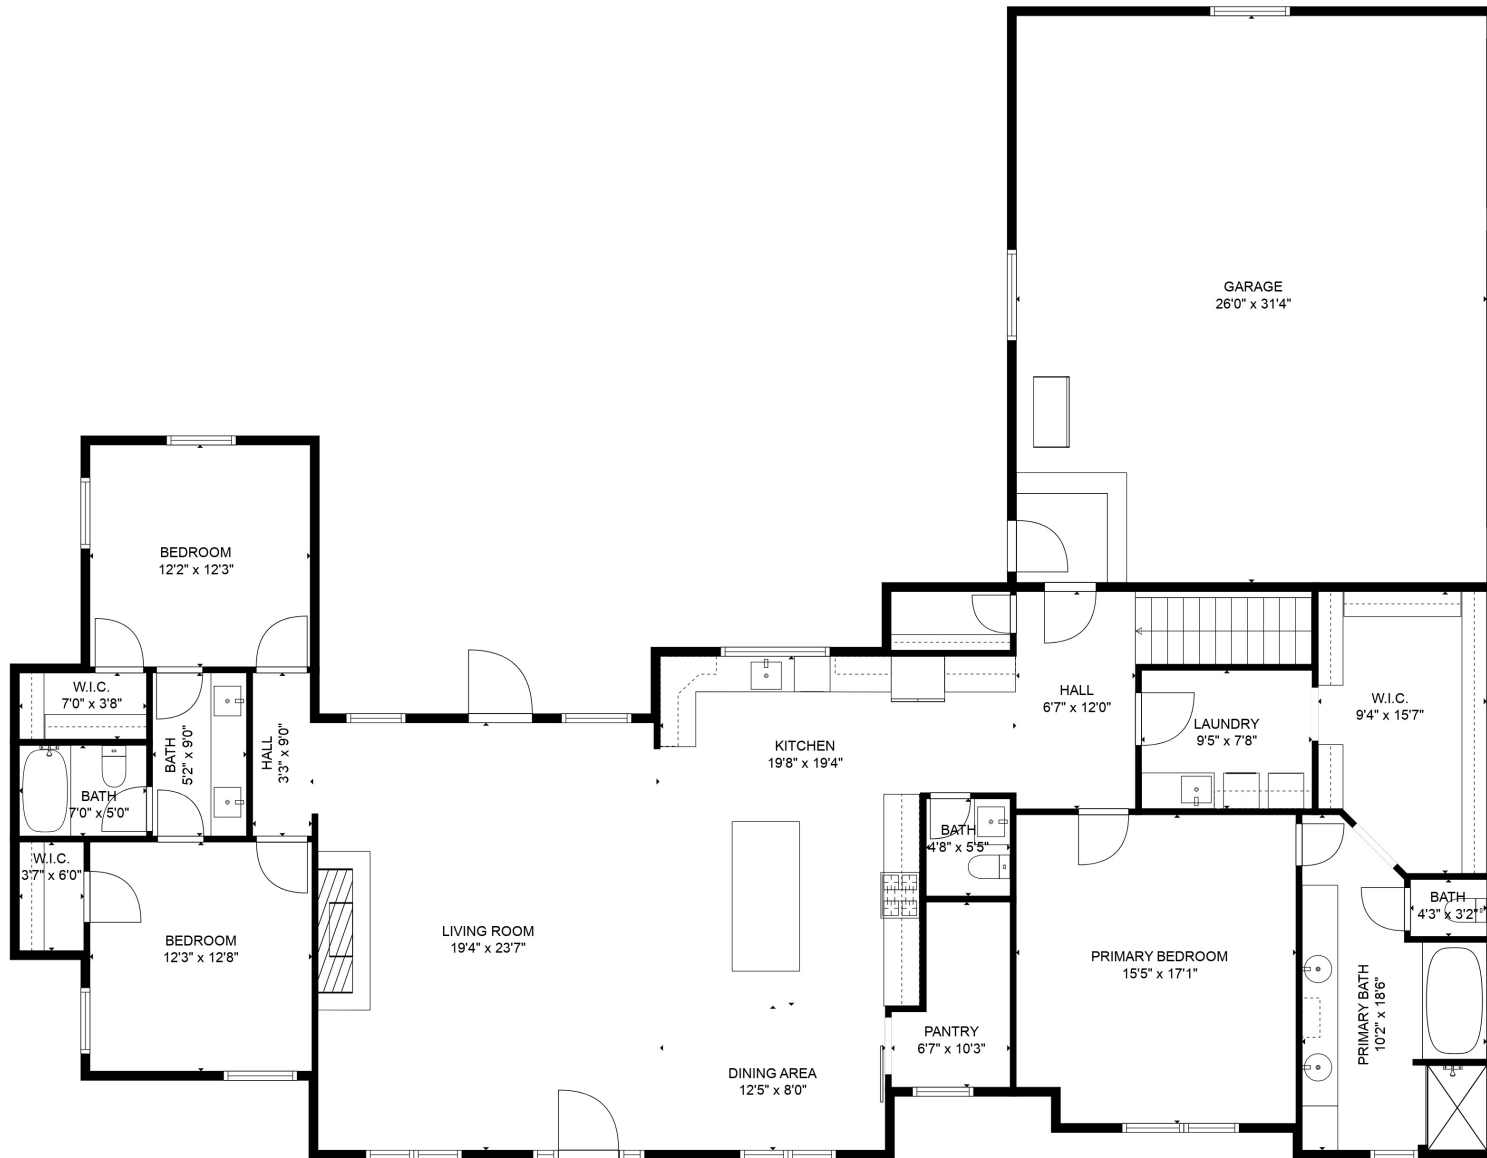 GARAGE
26'0" x 31'4"
BEDROOM
12'2" x 12'3"
W.I.C.
7'0" x 3'8"
BATH
5'2" x 9'0"
HALL
3'3" x 9'0"
BATH
7'0" x 5'0"
W.I.C.
3'7" x 6'0"
BEDROOM
12'3" x 12'8"
LIVING ROOM
19'4" x 23'7"
KITCHEN
19'8" x 19'4"
HALL
6'7" x 12'0"
LAUNDRY
9'5" x 7'8"
W.I.C.
9'4" x 15'7"
BATH
4'8" x 5'5"
PANTRY
6'7" x 10'3"
DINING AREA
12'5" x 8'0"
PRIMARY BEDROOM
15'5" x 17'1"
BATH
4'3" x 3'2"
PRIMARY BATH
10'2" x 18'6"